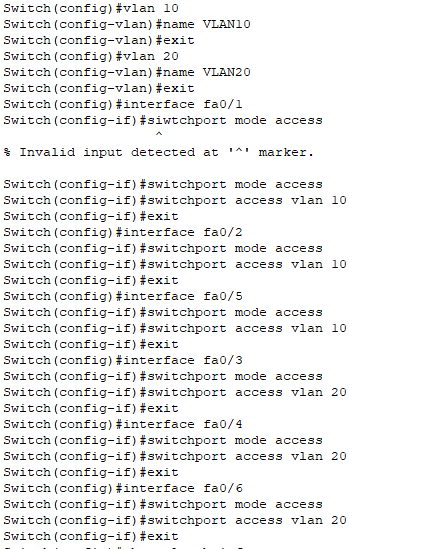 Switch(config)#vlan 10
Switch(config-vlan)#name VLAN10
Switch(config-vlan)#exit
Switch(config)#vlan 20
Switch(config-vlan)#name VLAN20
Switch(config-vlan)#exit
Switch(config)#interface fa0/1
Switch(config-if)#siwtchport mode access
^
% Invalid input detected at '^' marker.
Switch(config-if)#switchport mode access
Switch(config-if)#switchport access vlan 10
Switch(config-if)#exit
Switch(config)#interface fa0/2
Switch(config-if)#switchport mode access
Switch(config-if)#switchport access vlan 10
Switch(config-if)#exit
Switch(config)#interface fa0/5
Switch(config-if)#switchport mode access
Switch(config-if)#switchport access vlan 10
Switch(config-if)#exit
Switch(config)#interface fa0/3
Switch(config-if)#switchport mode access
Switch(config-if)#switchport access vlan 20
Switch(config-if)#exit
Switch(config)#interface fa0/4
Switch(config-if)#switchport mode access
Switch(config-if)#switchport access vlan 20
Switch(config-if)#exit
Switch(config)#interface fa0/6
Switch(config-if)#switchport mode access
Switch(config-if)#switchport access vlan 20
Switch(config-if)#exit